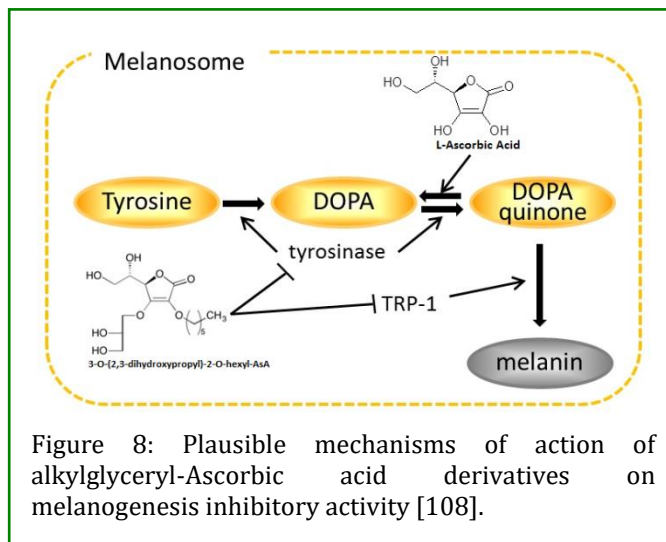 Melanosome
OH
HO
O
O
HO
OH
L-Ascorbic Acid
Tyrosine
DOPA
DOPA
quinone
tyrosinase
OH
HO
O
O
O
O
CH3
5
HO
HO
3-O-(2,3-dihydroxypropyl)-2-O-hexyl-AsA
TRP-1
melanin
Figure 8: Plausible mechanisms of action of
alkylglyceryl-Ascorbic acid derivatives on
melanogenesis inhibitory activity [108].